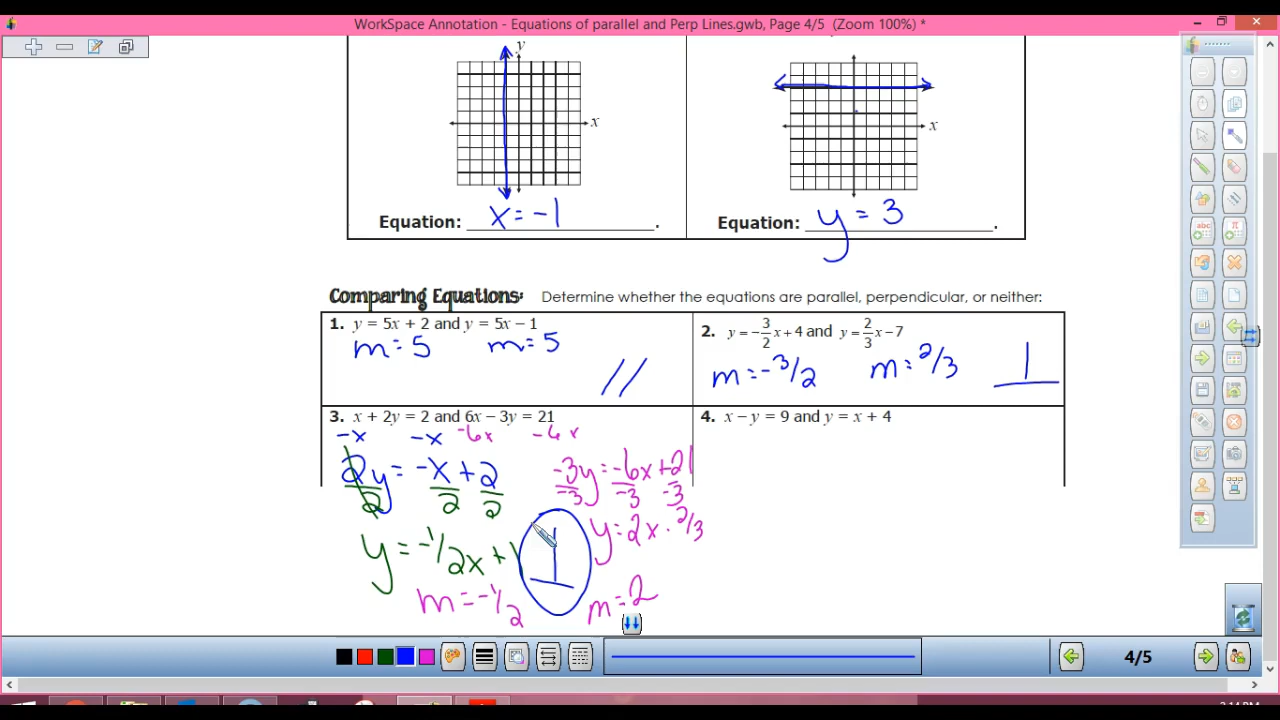 WorkSpace Annotation - Equations of parallel and Perp Lines.gwb, Page 4/5 (Zoom 100%) *
y
x
x
Equation: x = -1 .
Equation: y = 3 .
Comparing Equations: Determine whether the equations are parallel, perpendicular, or neither:
1. y = 5x + 2 and y = 5x − 1
m = 5 m = 5
//
2. y = -3/2 x + 4 and y = 2/3 x − 7
m = -3/2 m = 2/3 ⊥
3. x + 2y = 2 and 6x − 3y = 21
-x -x -6x -6x
2y = -x + 2
2 2 2
-3y = -6x + 21
-3 -3 -3
y = -1/2x + 1
y = 2x - 2/3
⊥
m = -1/2
m = 2
4. x − y = 9 and y = x + 4
abc
π
4/5